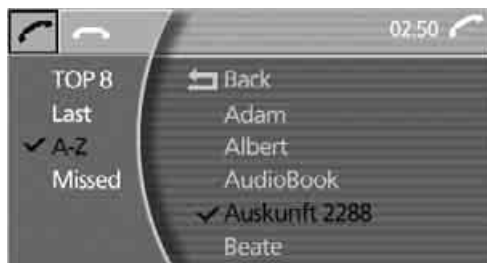 02:50
TOP 8
Last
A-Z
Missed
Back
Adam
Albert
AudioBook
Auskunft 2288
Beate